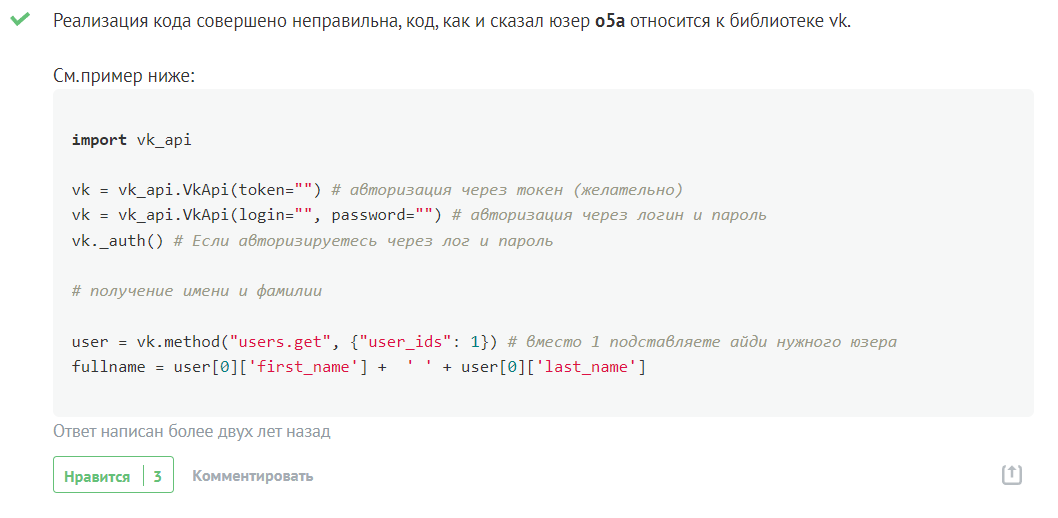 Реализация кода совершено неправильна, код, как и сказал юзер o5a относится к библиотеке vk.
См.пример ниже:
import vk_api
vk = vk_api.VkApi(token="") # авторизация через токен (желательно)
vk = vk_api.VkApi(login="", password="") # авторизация через логин и пароль
vk._auth() # Если авторизируетесь через лог и пароль
# получение имени и фамилии
user = vk.method("users.get", {"user_ids": 1}) # вместо 1 подставляете айди нужного юзера
fullname = user[0]['first_name'] +  ' ' + user[0]['last_name']
Ответ написан более двух лет назад
Нравится 3 Комментировать